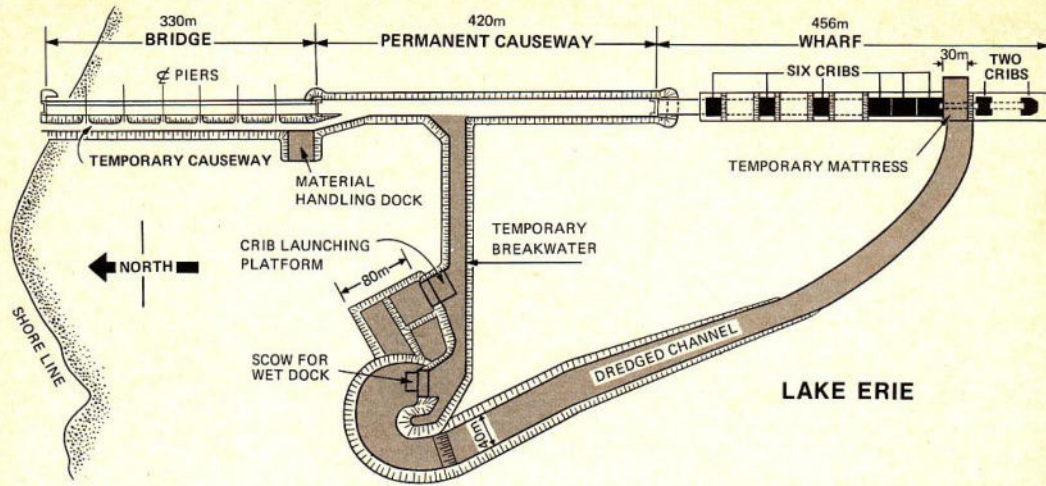 330m
BRIDGE
420m
PERMANENT CAUSEWAY
456m
WHARF
30m
TWO
CRIBS
SIX CRIBS
℄ PIERS
TEMPORARY CAUSEWAY
MATERIAL
HANDLING DOCK
TEMPORARY
MATTRESS
CRIB LAUNCHING
PLATFORM
TEMPORARY
BREAKWATER
NORTH
80m
SHORE LINE
SCOW FOR
WET DOCK
DREDGED CHANNEL
40m
LAKE ERIE